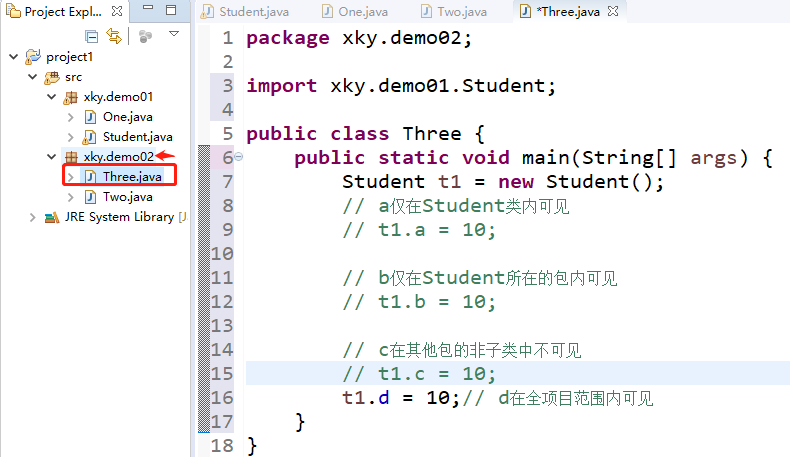 Project Expl
Student.java
One.java
Two.java
*Three.java
project1
src
xky.demo01
One.java
Student.java
xky.demo02
Three.java
Two.java
JRE System Library [J
1 package xky.demo02;
2
3 import xky.demo01.Student;
4
5 public class Three {
6 public static void main(String[] args) {
7 Student t1 = new Student();
8 // a仅在Student类内可见
9 // t1.a = 10;
10
11 // b仅在Student所在的包内可见
12 // t1.b = 10;
13
14 // c在其他包的非子类中不可见
15 // t1.c = 10;
16 t1.d = 10;// d在全项目范围内可见
17 }
18 }